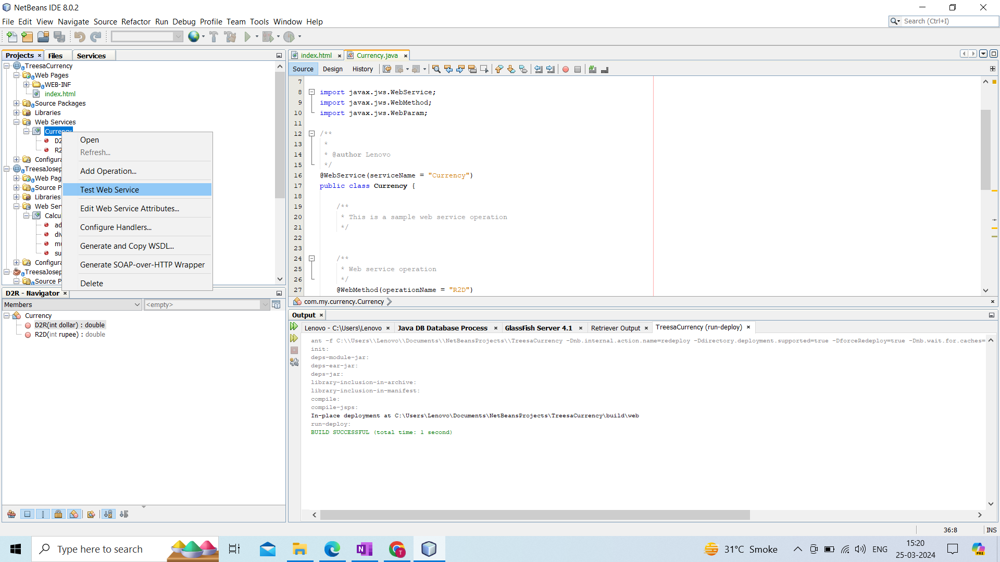 NetBeans IDE 8.0.2
File Edit View Navigate Source Refactor Run Debug Profile Team Tools Window Help
Search (Ctrl+I)
Projects Files Services
TreesaCurrency
Web Pages
WEB-INF
index.html
Source Packages
Libraries
Web Services
Currency
D2
R2
Configura
TreesaJosep
Web Pag
Source P
Libraries
Web Ser
Calcu
ad
div
mu
su
Configura
TreesaJosep
Source P
Open
Refresh...
Add Operation...
Test Web Service
Edit Web Service Attributes...
Configure Handlers...
Generate and Copy WSDL...
Generate SOAP-over-HTTP Wrapper
Delete
D2R - Navigator
Members <empty>
Currency
D2R(int dollar) : double
R2D(int rupee) : double
index.html Currency.java
Source Design History
7
8 import javax.jws.WebService;
9 import javax.jws.WebMethod;
10 import javax.jws.WebParam;
11
12 /**
13 *
14 * @author Lenovo
15 */
16 @WebService(serviceName = "Currency")
17 public class Currency {
18
19 /**
20 * This is a sample web service operation
21 */
22
23
24 /**
25 * Web service operation
26 */
27 @WebMethod(operationName = "R2D")
com.my.currency.Currency
Output
Lenovo - C:\Users\Lenovo Java DB Database Process GlassFish Server 4.1 Retriever Output TreesaCurrency (run-deploy)
ant -f C:\\Users\\Lenovo\\Documents\\NetBeansProjects\\TreesaCurrency -Dnb.internal.action.name=redeploy -Ddirectory.deployment.supported=true -DforceRedeploy=true -Dnb.wait.for.caches=
init:
deps-module-jar:
deps-ear-jar:
deps-jar:
library-inclusion-in-archive:
library-inclusion-in-manifest:
compile:
compile-jsps:
In-place deployment at C:\Users\Lenovo\Documents\NetBeansProjects\TreesaCurrency\build\web
run-deploy:
BUILD SUCCESSFUL (total time: 1 second)
36:8 INS
Type here to search
31°C Smoke
ENG
15:20
25-03-2024
PRE